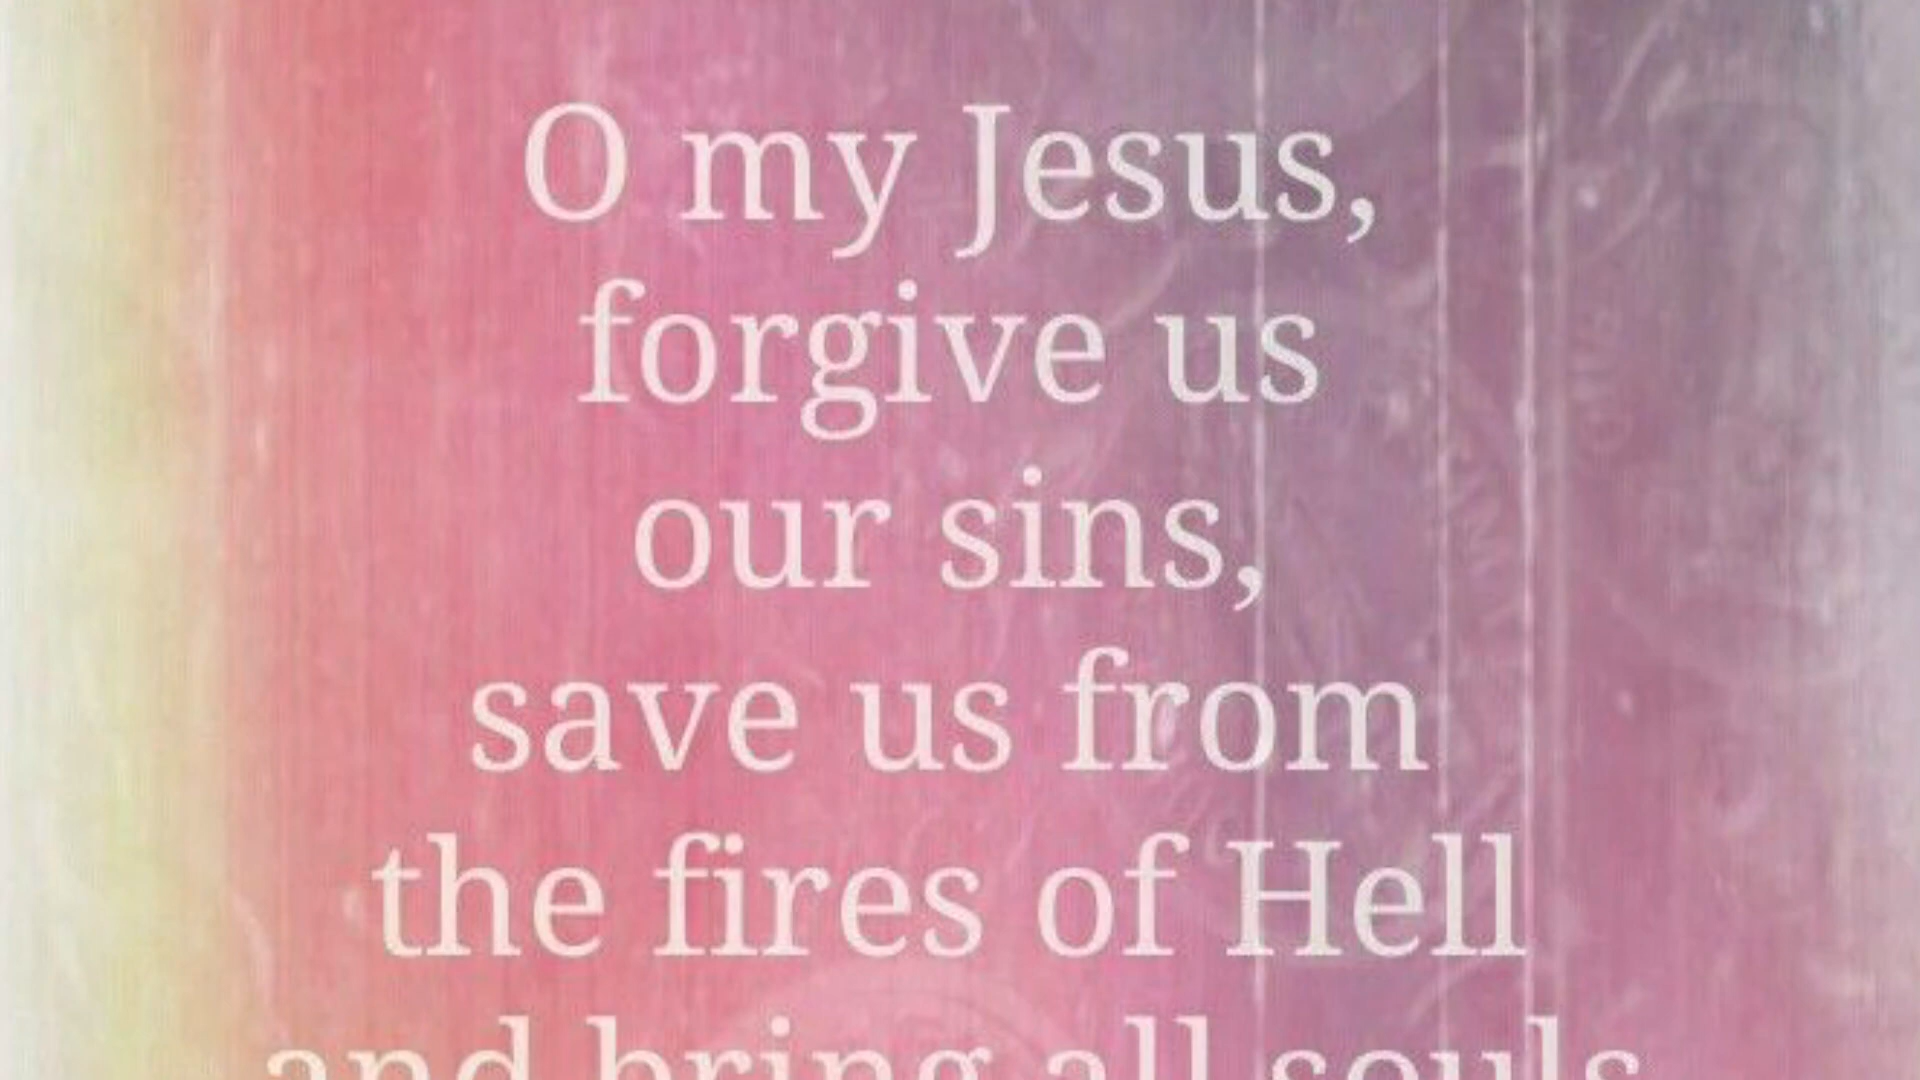 O my Jesus,
forgive us
our sins,
save us from
the fires of Hell
and bring all souls